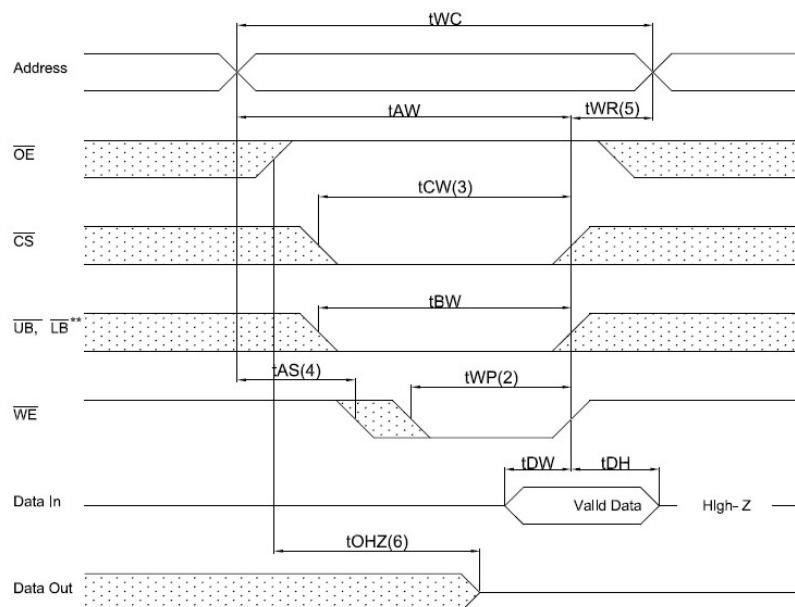 tWC
Address
tAW
tWR(5)
OE
tCW(3)
CS
tBW
UB, LB**
tAS(4)
tWP(2)
WE
tDW
tDH
Data In
Valid Data
High-Z
tOHZ(6)
Data Out